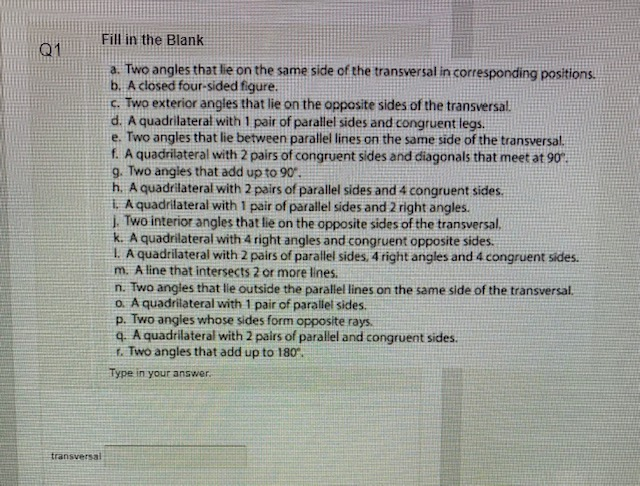 Q1
Fill in the Blank
a. Two angles that lie on the same side of the transversal in corresponding positions.
b. A closed four-sided figure.
c. Two exterior angles that lie on the opposite sides of the transversal.
d. A quadrilateral with 1 pair of parallel sides and congruent legs.
e. Two angles that lie between parallel lines on the same side of the transversal.
f. A quadrilateral with 2 pairs of congruent sides and diagonals that meet at 90°.
g. Two angles that add up to 90°.
h. A quadrilateral with 2 pairs of parallel sides and 4 congruent sides.
i. A quadrilateral with 1 pair of parallel sides and 2 right angles.
j. Two interior angles that lie on the opposite sides of the transversal.
k. A quadrilateral with 4 right angles and congruent opposite sides.
l. A quadrilateral with 2 pairs of parallel sides, 4 right angles and 4 congruent sides.
m. A line that intersects 2 or more lines.
n. Two angles that lie outside the parallel lines on the same side of the transversal.
o. A quadrilateral with 1 pair of parallel sides.
p. Two angles whose sides form opposite rays.
q. A quadrilateral with 2 pairs of parallel and congruent sides.
r. Two angles that add up to 180°.
Type in your answer.
transversal